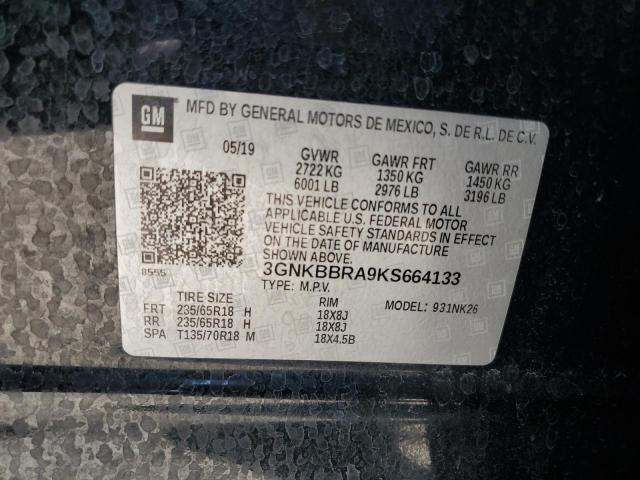 GM
MFD BY GENERAL MOTORS DE MEXICO, S. DE R.L. DE C.V.
05/19 GVWR GAWR FRT GAWR RR
2722 KG 1350 KG 1450 KG
6001 LB 2976 LB 3196 LB
THIS VEHICLE CONFORMS TO ALL
APPLICABLE U.S. FEDERAL MOTOR
VEHICLE SAFETY STANDARDS IN
EFFECT ON THE DATE OF MANUFACTURE
SHOWN ABOVE.
8555 3GNKBBRA9KS664133
TYPE: M.P.V. MODEL: 931NK26
TIRE SIZE RIM
FRT 235/65R18 H 18X8J
RR 235/65R18 H 18X8J
SPA T135/70R18 M 18X4.5B